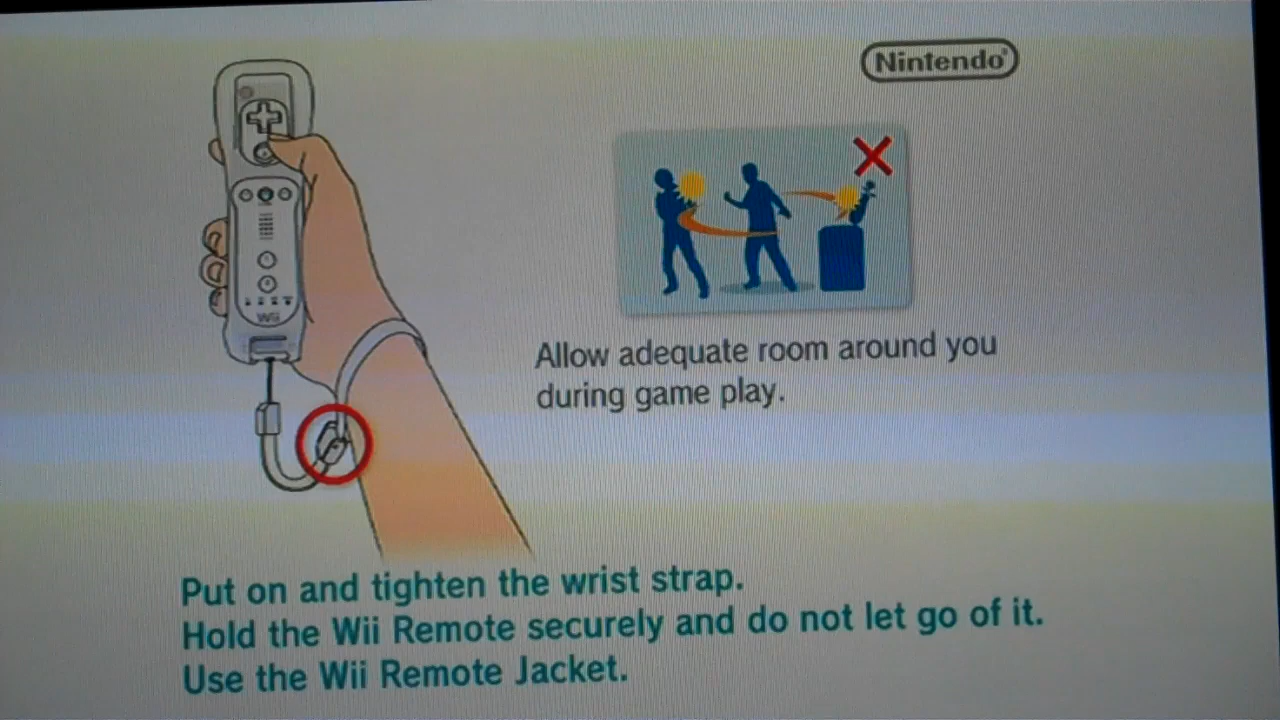 Nintendo
Wii
Allow adequate room around you
during game play.
Put on and tighten the wrist strap.
Hold the Wii Remote securely and do not let go of it.
Use the Wii Remote Jacket.